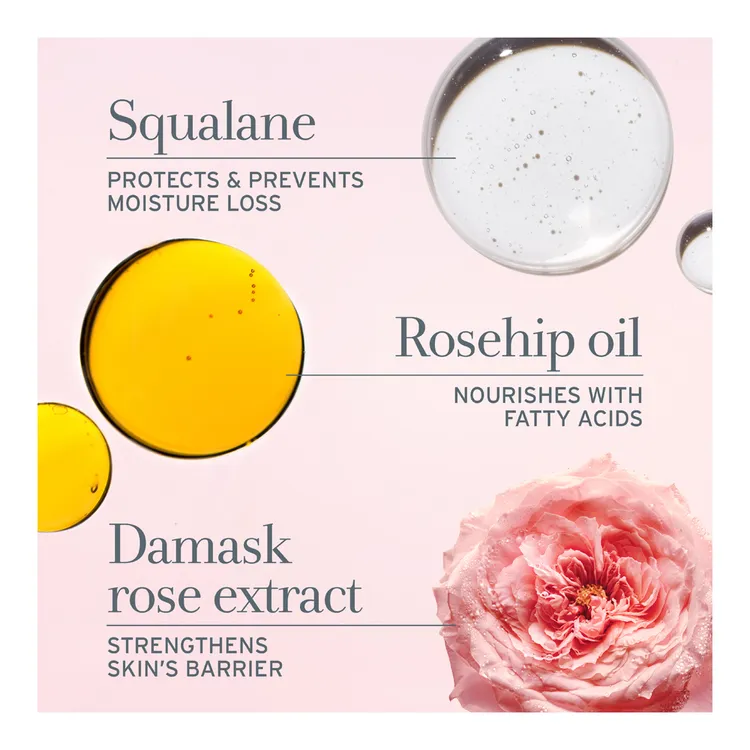 Squalane
PROTECTS & PREVENTS
MOISTURE LOSS
Rosehip oil
NOURISHES WITH
FATTY ACIDS
Damask
rose extract
STRENGTHENS
SKIN'S BARRIER